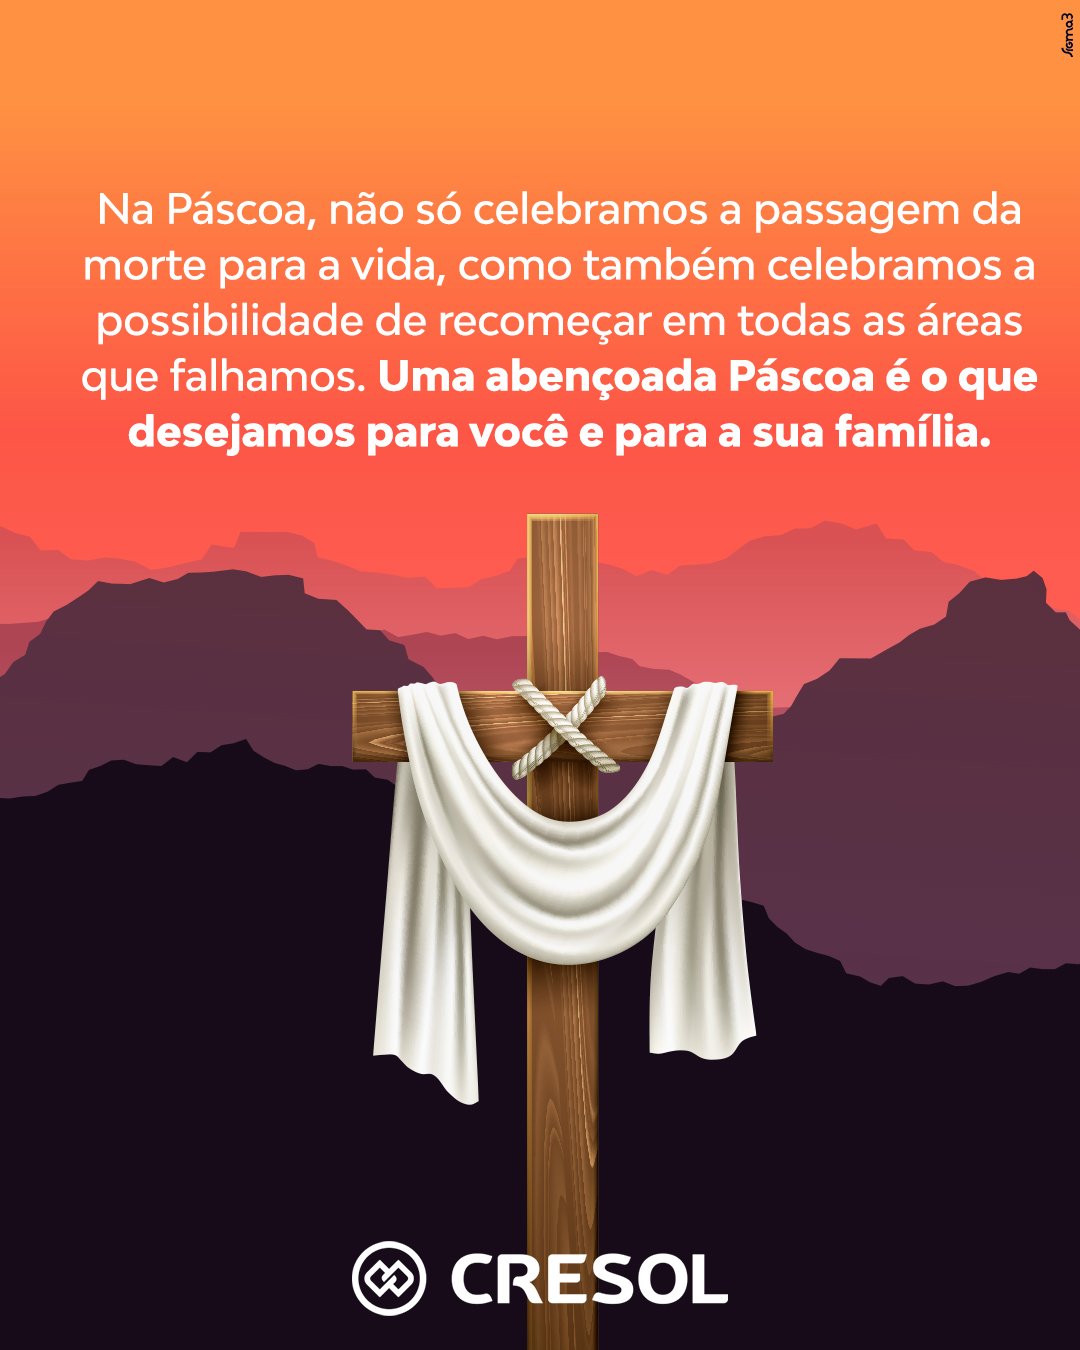 sigma3
Na Páscoa, não só celebramos a passagem da
morte para a vida, como também celebramos a
possibilidade de recomeçar em todas as áreas
que falhamos. Uma abençoada Páscoa é o que
desejamos para você e para a sua família.
CRESOL